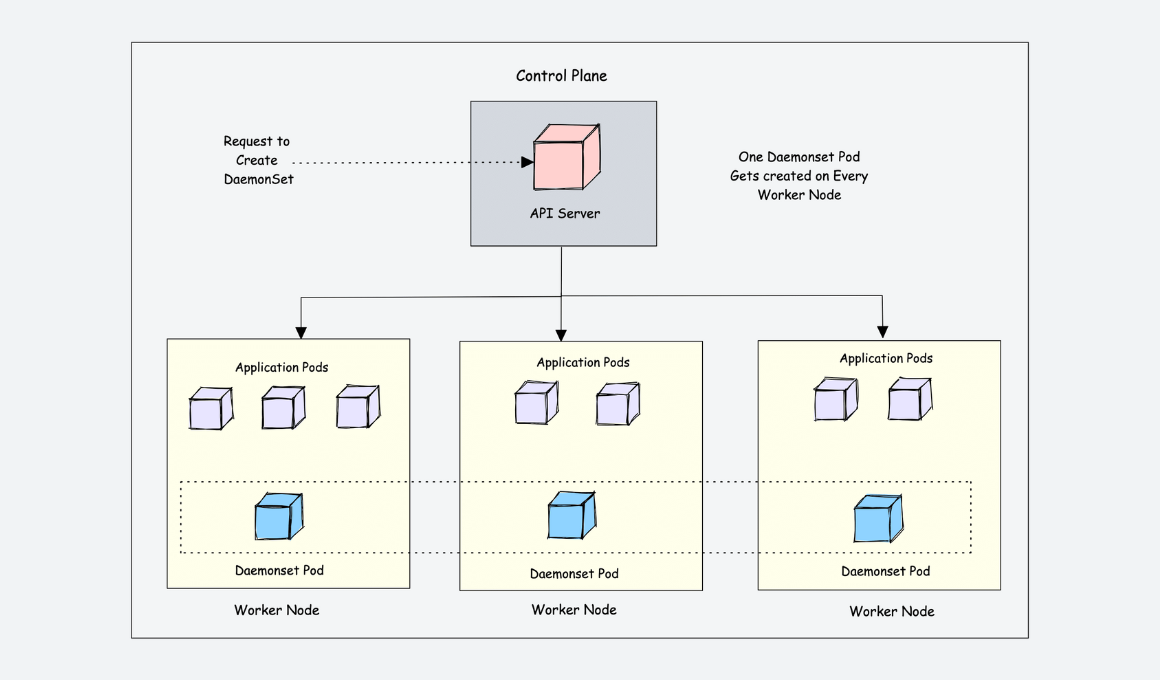 Control Plane
Request to
Create
DaemonSet
API Server
One Daemonset Pod
Gets created on Every
Worker Node
Application Pods
Application Pods
Application Pods
Daemonset Pod
Daemonset Pod
Daemonset Pod
Worker Node
Worker Node
Worker Node